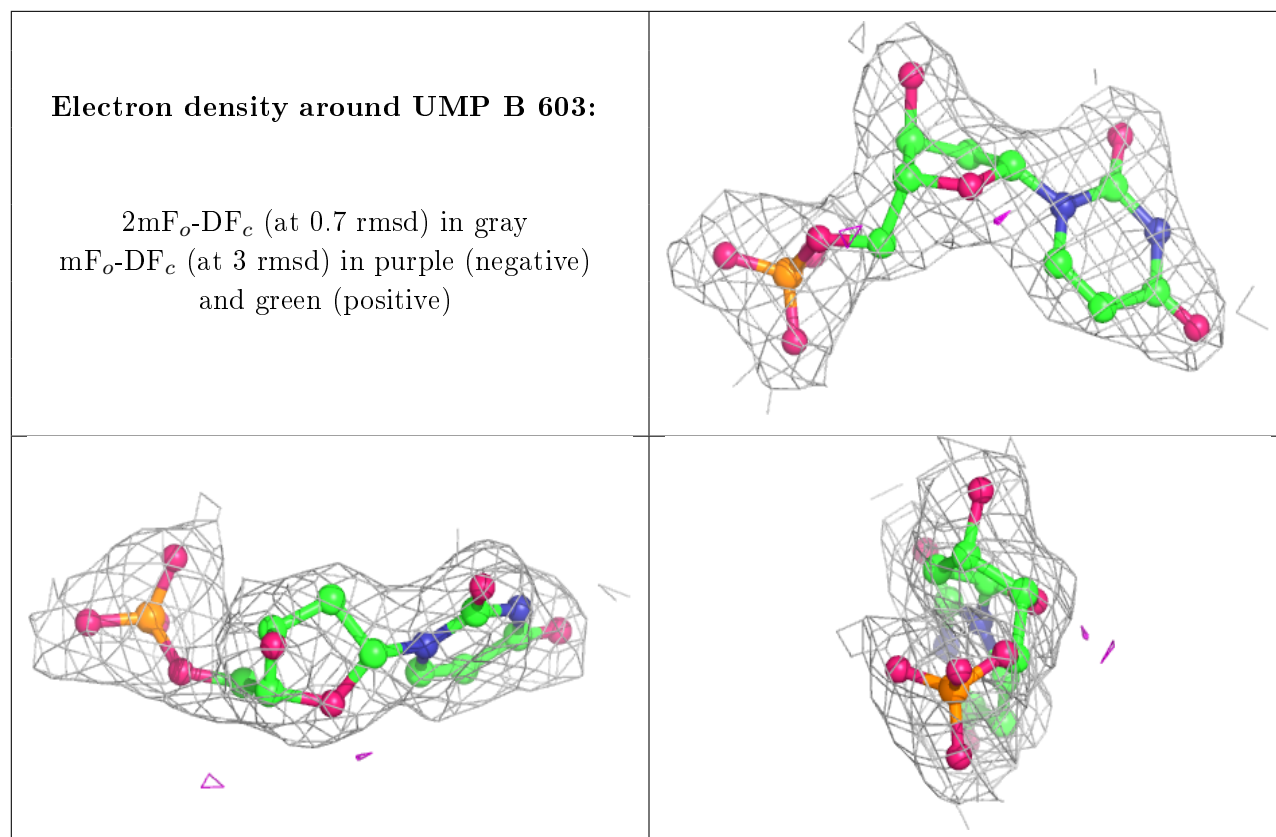 Electron density around UMP B 603:
2mFo-DFc (at 0.7 rmsd) in gray
mFo-DFc (at 3 rmsd) in purple (negative)
and green (positive)